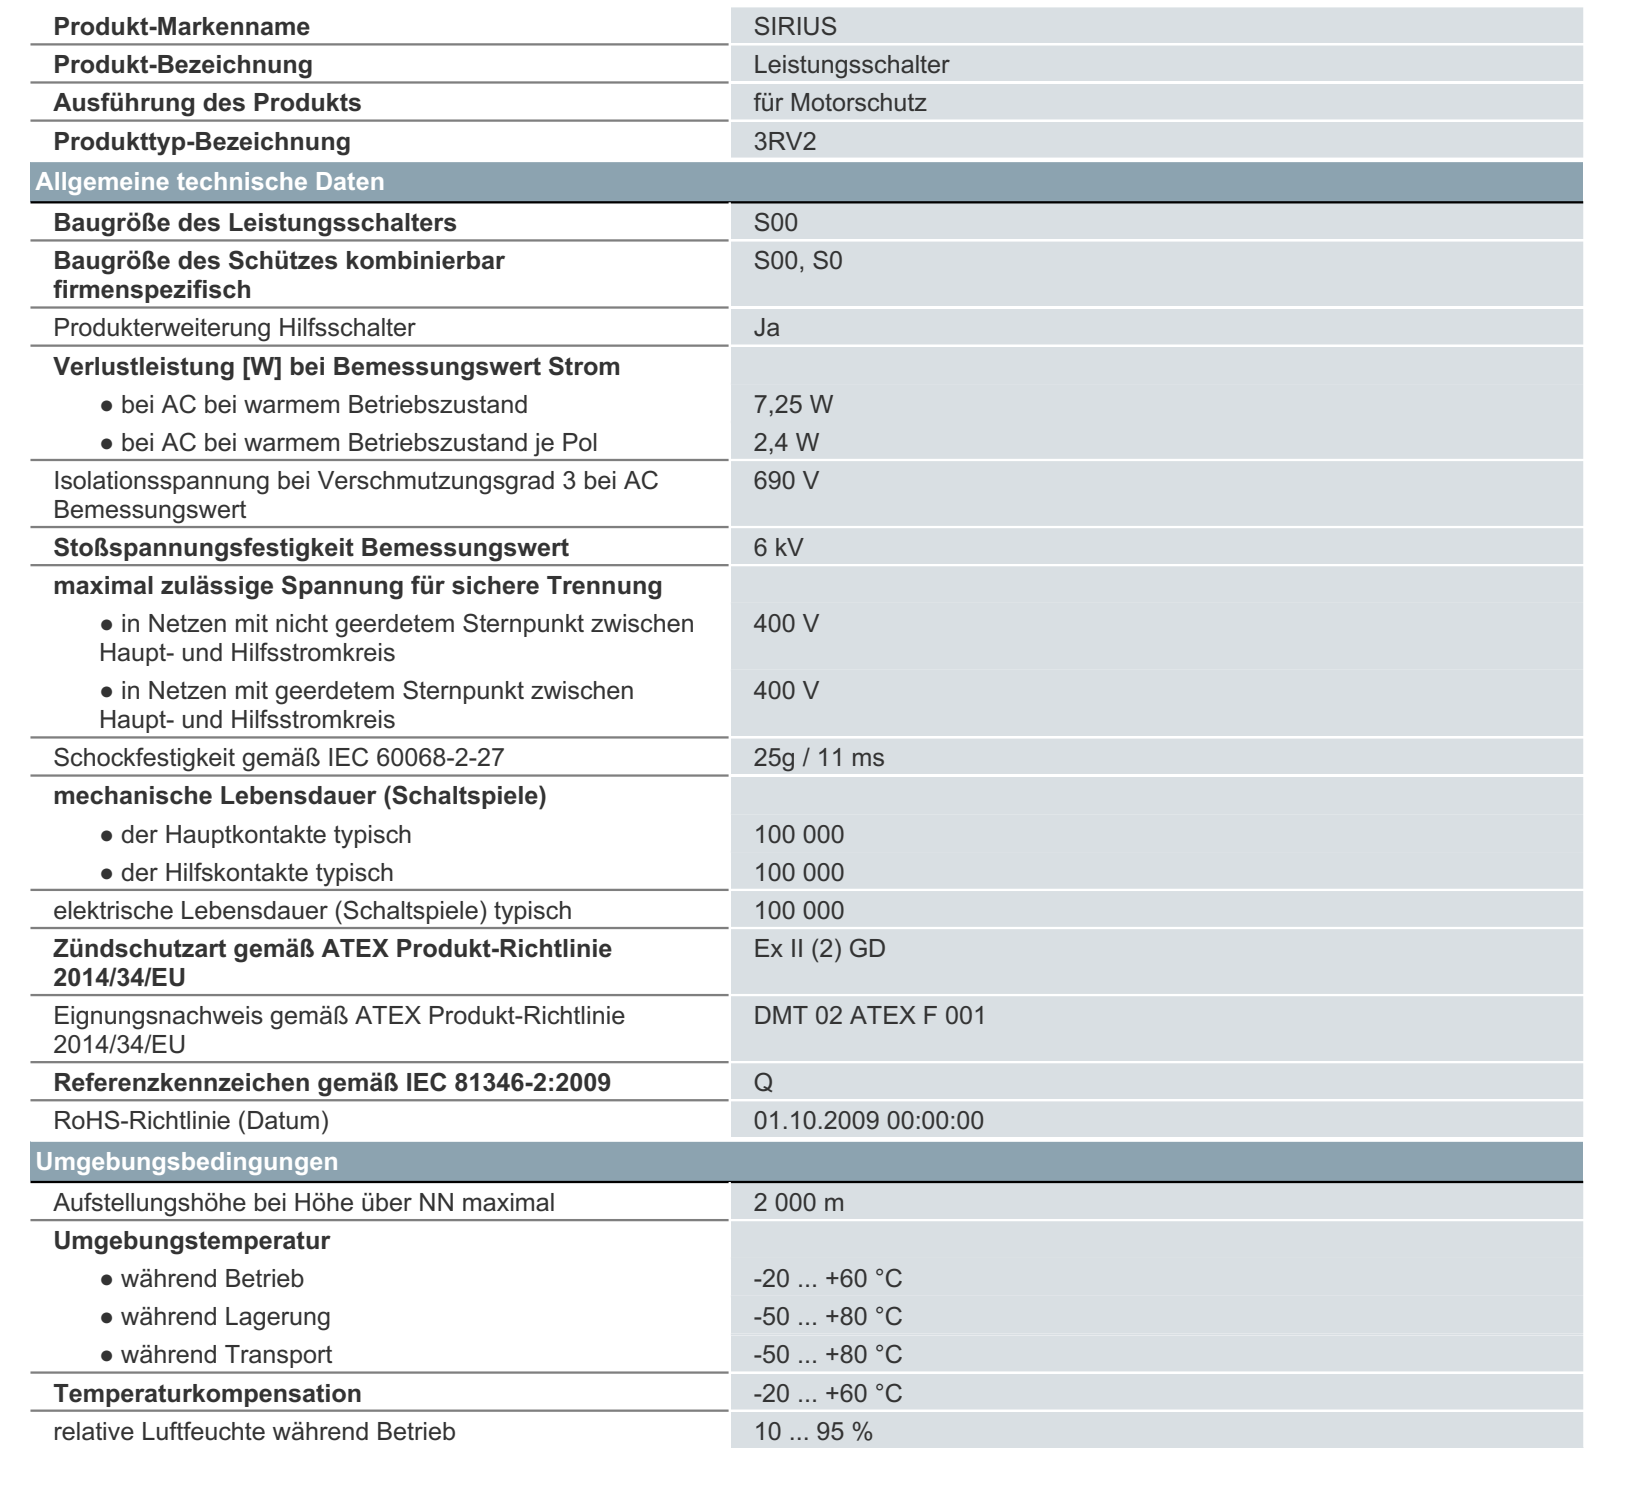 Produkt-Markenname SIRIUS
Produkt-Bezeichnung Leistungsschalter
Ausführung des Produkts für Motorschutz
Produkttyp-Bezeichnung 3RV2
Allgemeine technische Daten
Baugröße des Leistungsschalters S00
Baugröße des Schützes kombinierbar S00, S0
firmenspezifisch
Produkterweiterung Hilfsschalter Ja
Verlustleistung [W] bei Bemessungswert Strom
● bei AC bei warmem Betriebszustand 7,25 W
● bei AC bei warmem Betriebszustand je Pol 2,4 W
Isolationsspannung bei Verschmutzungsgrad 3 bei AC 690 V
Bemessungswert
Stoßspannungsfestigkeit Bemessungswert 6 kV
maximal zulässige Spannung für sichere Trennung
● in Netzen mit nicht geerdetem Sternpunkt zwischen 400 V
Haupt- und Hilfsstromkreis
● in Netzen mit geerdetem Sternpunkt zwischen 400 V
Haupt- und Hilfsstromkreis
Schockfestigkeit gemäß IEC 60068-2-27 25g / 11 ms
mechanische Lebensdauer (Schaltspiele)
● der Hauptkontakte typisch 100 000
● der Hilfskontakte typisch 100 000
elektrische Lebensdauer (Schaltspiele) typisch 100 000
Zündschutzart gemäß ATEX Produkt-Richtlinie Ex II (2) GD
2014/34/EU
Eignungsnachweis gemäß ATEX Produkt-Richtlinie DMT 02 ATEX F 001
2014/34/EU
Referenzkennzeichen gemäß IEC 81346-2:2009 Q
RoHS-Richtlinie (Datum) 01.10.2009 00:00:00
Umgebungsbedingungen
Aufstellungshöhe bei Höhe über NN maximal 2 000 m
Umgebungstemperatur
● während Betrieb -20 ... +60 °C
● während Lagerung -50 ... +80 °C
● während Transport -50 ... +80 °C
Temperaturkompensation -20 ... +60 °C
relative Luftfeuchte während Betrieb 10 ... 95 %